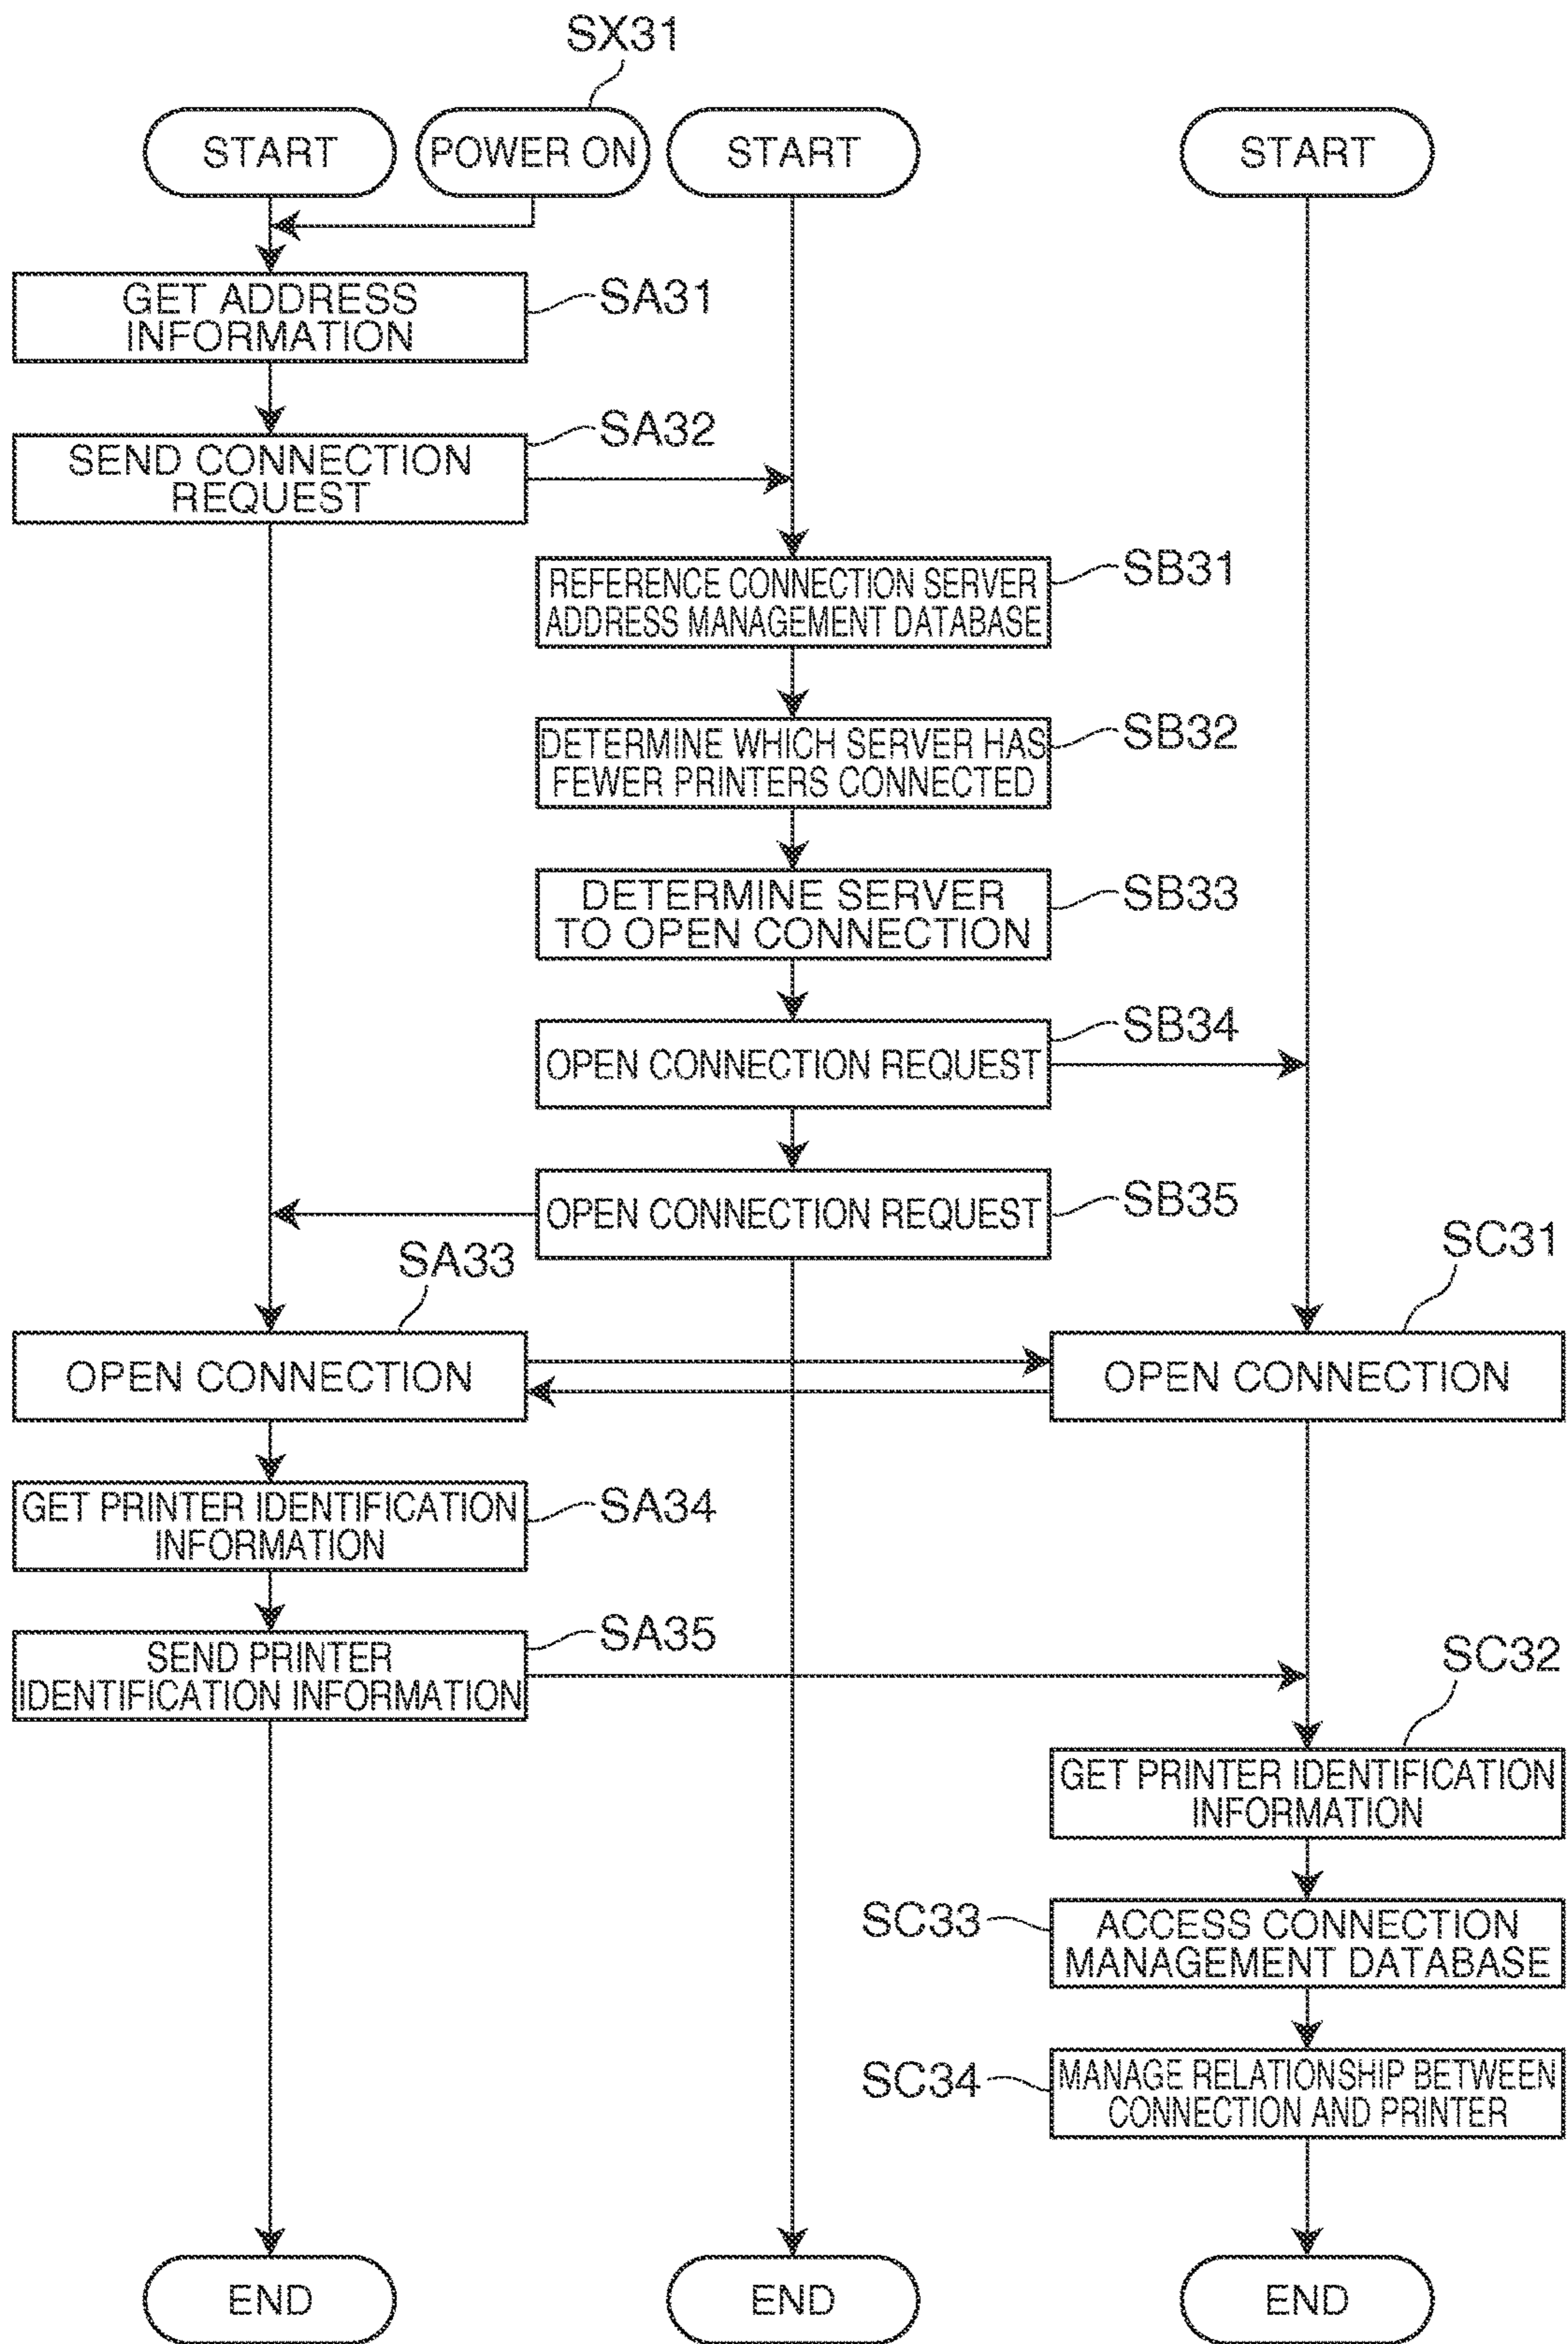 SX31
START
POWER ON
START
START
GET ADDRESS
INFORMATION
SA31
SEND CONNECTION
REQUEST
SA32
REFERENCE CONNECTION SERVER
ADDRESS MANAGEMENT DATABASE
SB31
DETERMINE WHICH SERVER HAS
FEWER PRINTERS CONNECTED
SB32
DETERMINE SERVER
TO OPEN CONNECTION
SB33
OPEN CONNECTION REQUEST
SB34
OPEN CONNECTION REQUEST
SB35
SA33
SC31
OPEN CONNECTION
OPEN CONNECTION
GET PRINTER IDENTIFICATION
INFORMATION
SA34
SEND PRINTER
IDENTIFICATION INFORMATION
SA35
SC32
GET PRINTER IDENTIFICATION
INFORMATION
SC33
ACCESS CONNECTION
MANAGEMENT DATABASE
SC34
MANAGE RELATIONSHIP BETWEEN
CONNECTION AND PRINTER
END
END
END